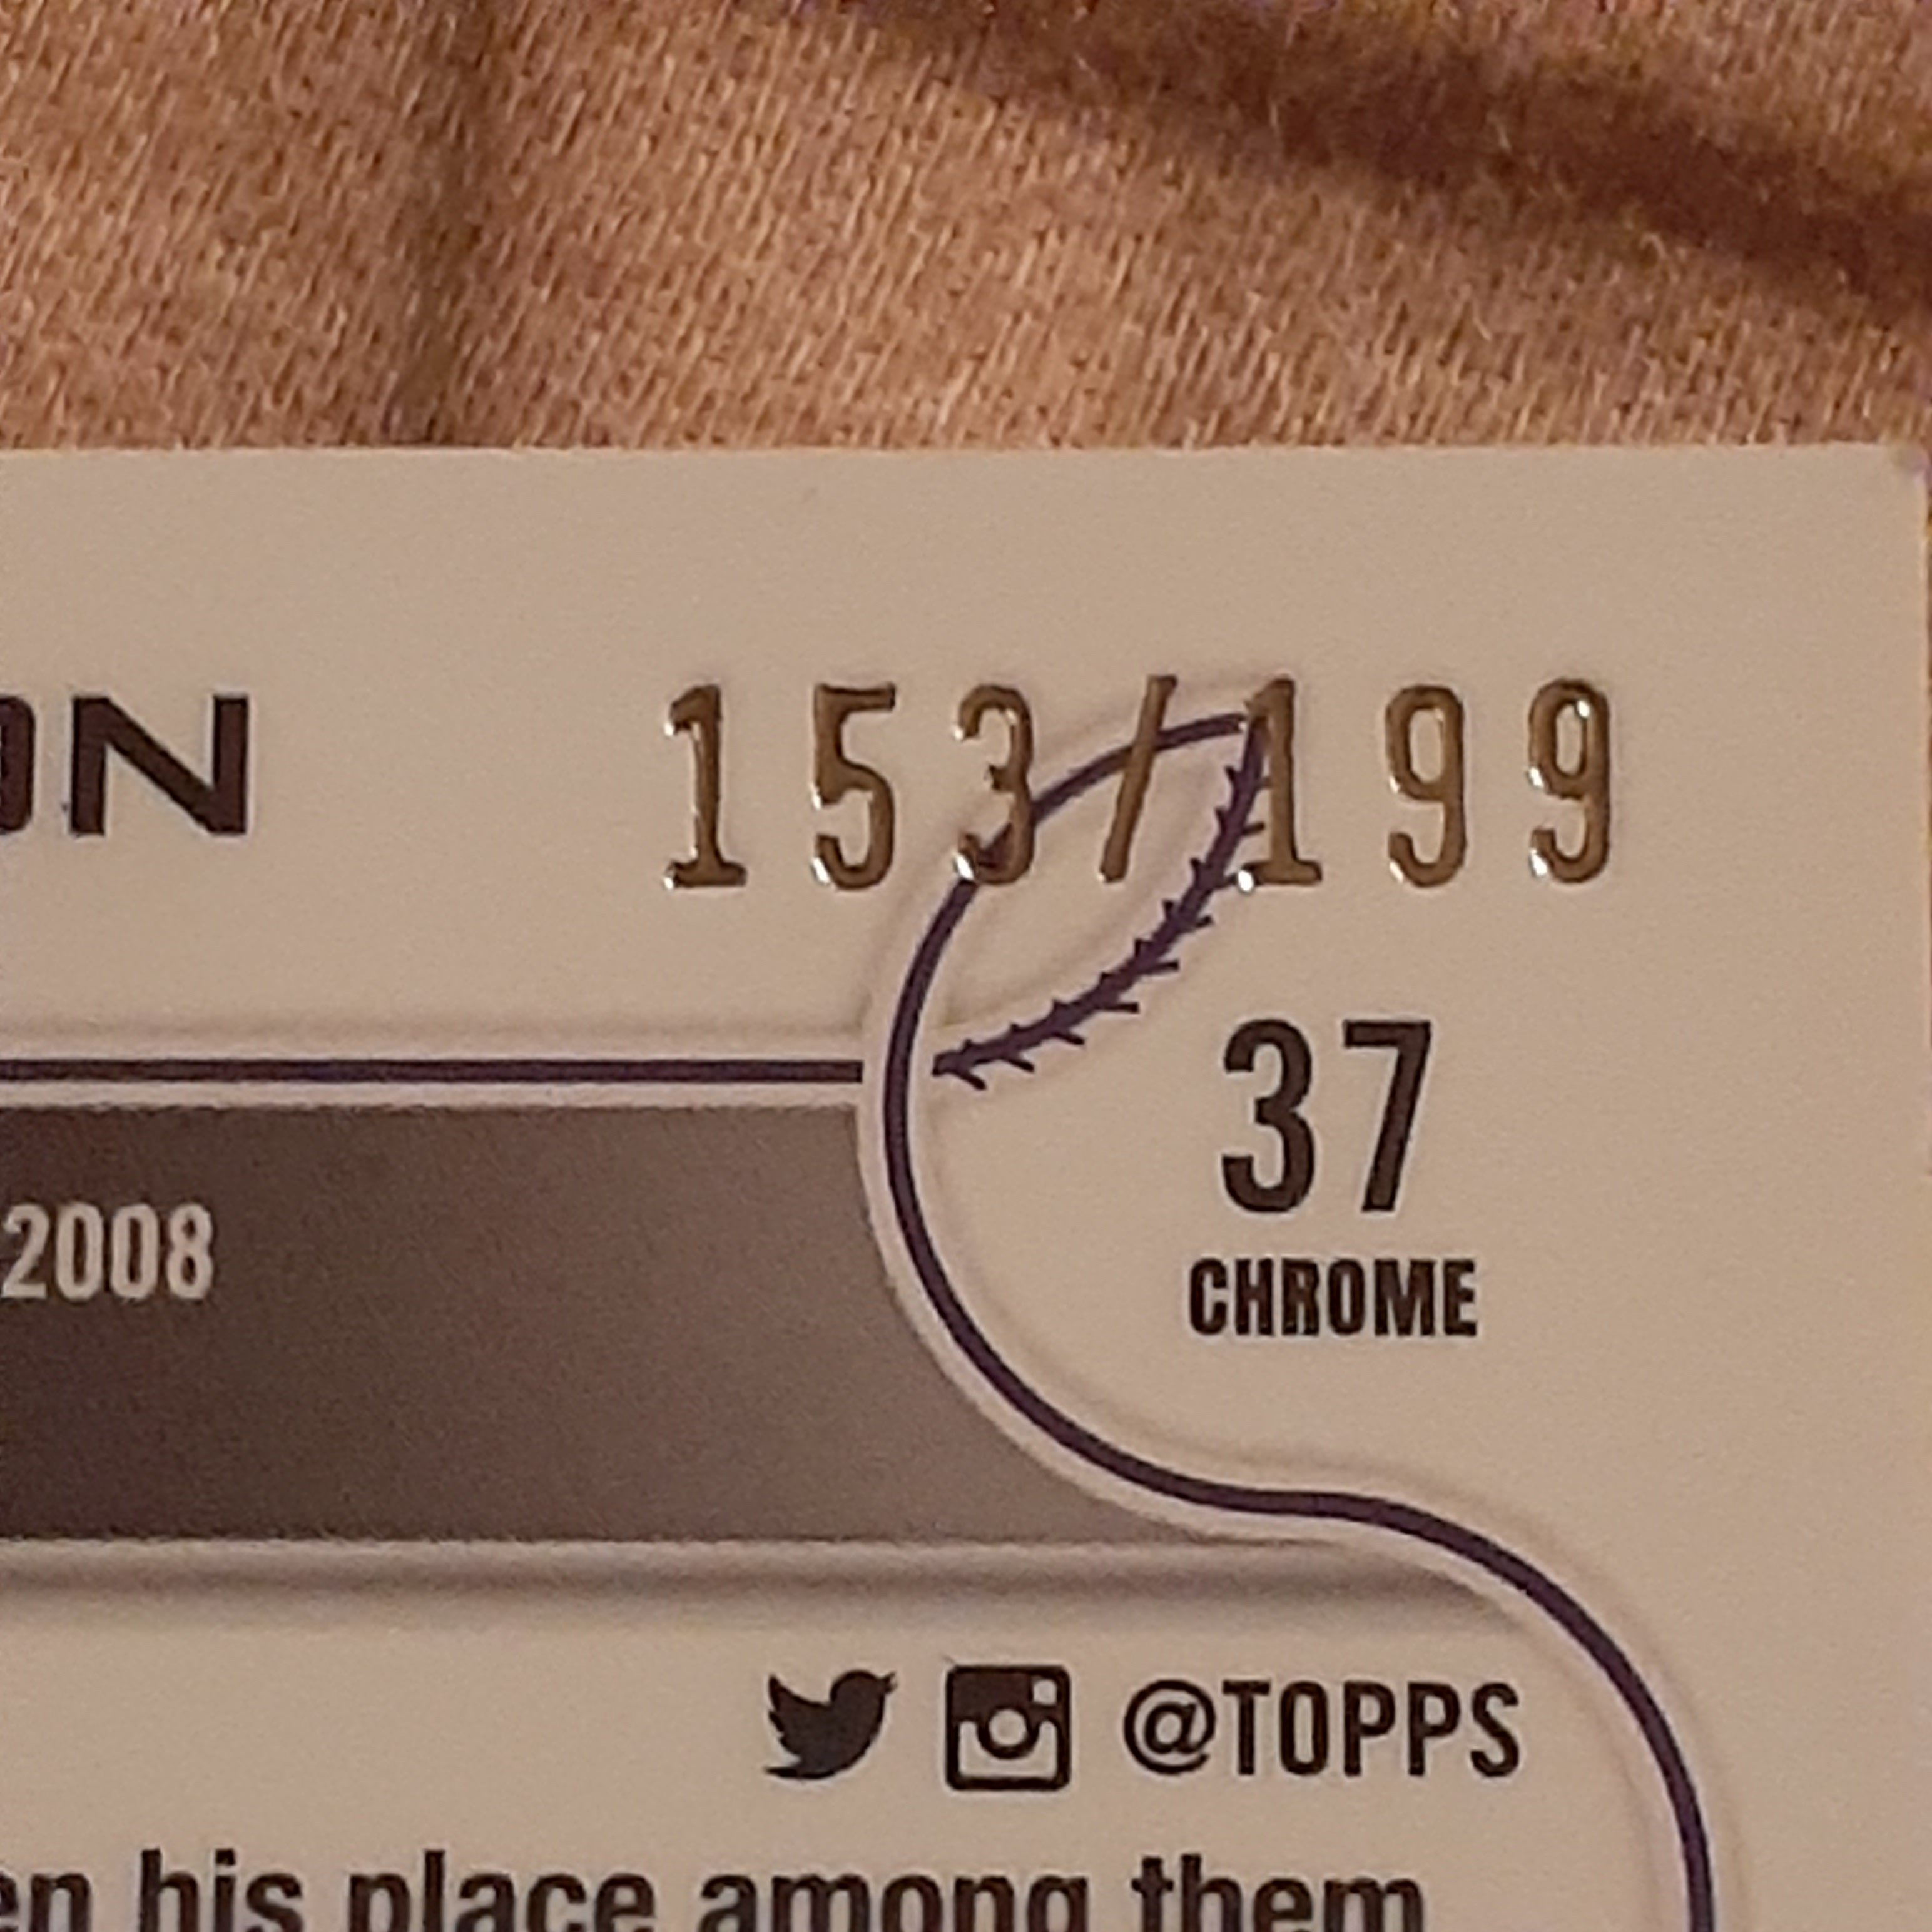 ON 153/199
37
CHROME
2008
@TOPPS
en his place among them